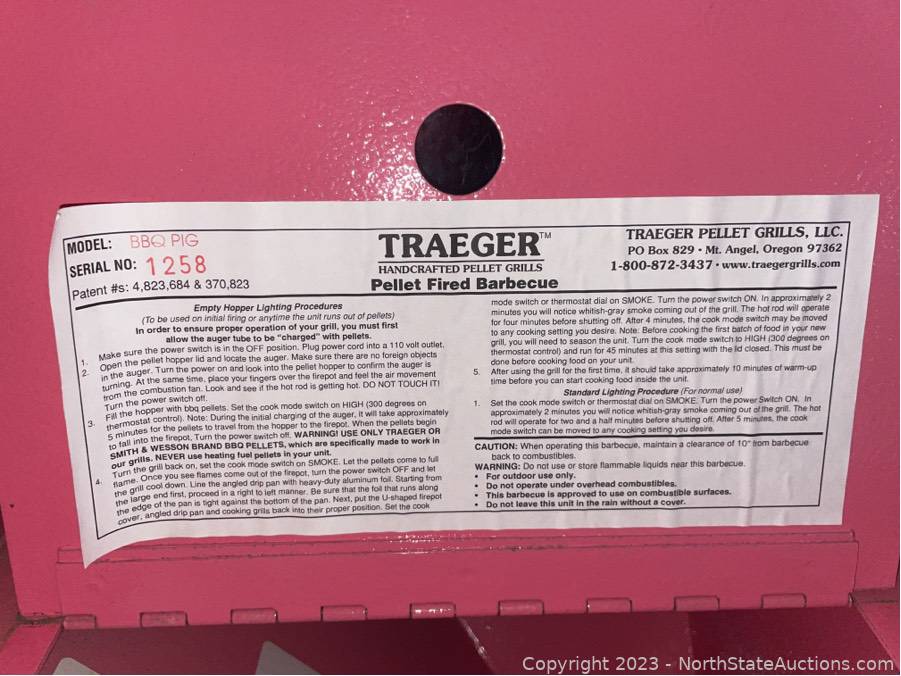 MODEL: BBQ PIG
SERIAL NO: 1258
Patent #s: 4,823,684 & 370,823
TRAEGER™
HANDCRAFTED PELLET GRILLS
Pellet Fired Barbecue
TRAEGER PELLET GRILLS, LLC.
PO Box 829 • Mt. Angel, Oregon 97362
1-800-872-3437 • www.traegergrills.com
Empty Hopper Lighting Procedures
(To be used on initial firing or anytime the unit runs out of pellets)
In order to ensure proper operation of your grill, you must first
allow the auger tube to be "charged" with pellets.
1. Make sure the power switch is in the OFF position. Plug power cord into a 110 volt outlet.
2. Open the pellet hopper lid and locate the auger. Make sure there are no foreign objects
in the auger. Turn the power on and look into the pellet hopper to confirm the auger is
turning. At the same time, place your fingers over the firepot and feel the air movement
from the combustion fan. Look and see if the hot rod is getting hot. DO NOT TOUCH IT!
Turn the power switch off.
3. Fill the hopper with bbq pellets. Set the cook mode switch on HIGH (300 degrees on
thermostat control). Note: During the initial charging of the auger, it will take approximately
5 minutes for the pellets to travel from the hopper to the firepot. When the pellets begin
to fall into the firepot, Turn the power switch off. WARNING! USE ONLY TRAEGER OR
SMITH & WESSON BRAND BBQ PELLETS, which are specifically made to work in
our grills. NEVER use heating fuel pellets in your unit.
4. Turn the grill back on, set the cook mode switch on SMOKE. Let the pellets come to full
flame. Once you see flames come out of the firepot, turn the power switch OFF and let
the grill cool down. Line the angled drip pan with heavy-duty aluminum foil. Starting from
the large end first, proceed in a right to left manner. Be sure that the foil that runs along
the edge of the pan is tight against the bottom of the pan. Next, put the U-shaped firepot
cover, angled drip pan and cooking grills back into their proper position. Set the cook
mode switch or thermostat dial on SMOKE. Turn the power switch ON. In approximately 2
minutes you will notice whitish-gray smoke coming out of the grill. The hot rod will operate
for four minutes before shutting off. After 4 minutes, the cook mode switch may be moved
to any cooking setting you desire. Note: Before cooking the first batch of food in your new
grill, you will need to season the unit. Turn the cook mode switch to HIGH (300 degrees on
thermostat control) and run for 45 minutes at this setting with the lid closed. This must be
done before cooking food on your unit.
5. After using the grill for the first time, it should take approximately 10 minutes of warm-up
time before you can start cooking food inside the unit.
Standard Lighting Procedure (For normal use)
1. Set the cook mode switch or thermostat dial on SMOKE. Turn the power Switch ON. In
approximately 2 minutes you will notice whitish-gray smoke coming out of the grill. The hot
rod will operate for two and a half minutes before shutting off. After 5 minutes, the cook
mode switch can be moved to any cooking setting you desire.
CAUTION: When operating this barbecue, maintain a clearance of 10" from barbecue
back to combustibles.
WARNING: Do not use or store flammable liquids near this barbecue.
• For outdoor use only.
• Do not operate under overhead combustibles.
• This barbecue is approved to use on combustible surfaces.
• Do not leave this unit in the rain without a cover.
Copyright 2023 - NorthStateAuctions.com